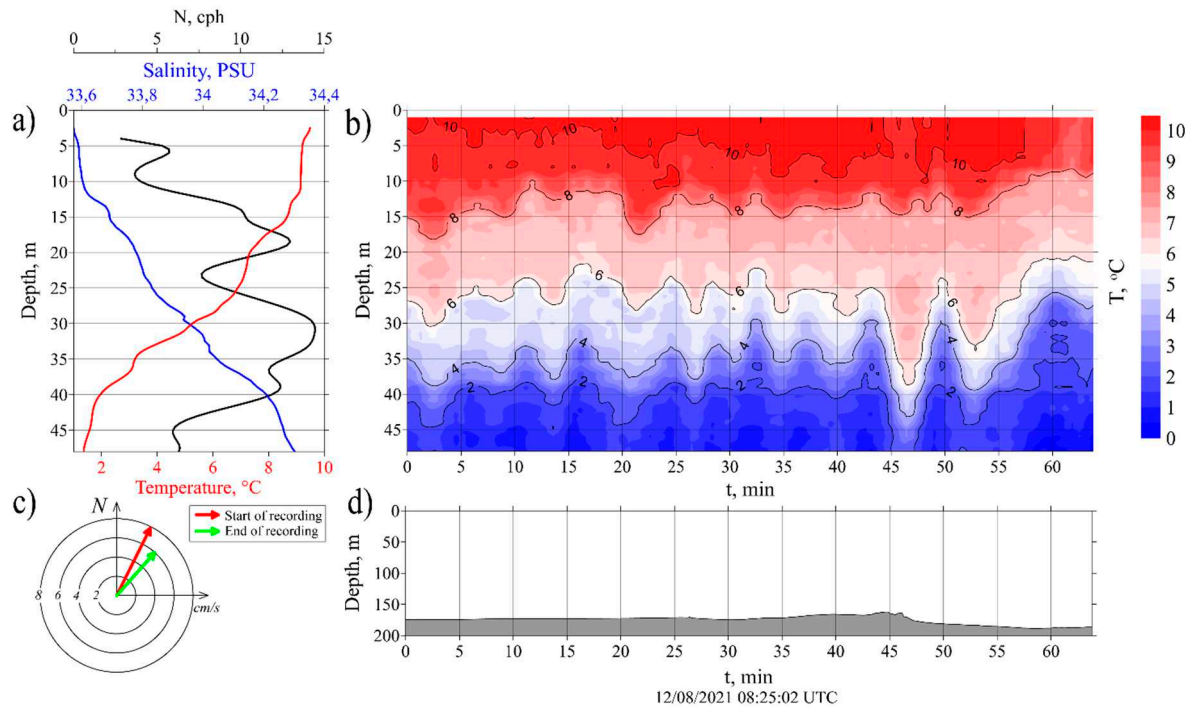 N, cph
0 5 10 15
Salinity, PSU
33,6 33,8 34 34,2 34,4
a)
Depth, m
0
5
10
15
20
25
30
35
40
45
2 4 6 8 10
Temperature, °C
b)
Depth, m
0
5
10
15
20
25
30
35
40
45
10 10 10 10
8 8 8
6 6 6 6
4 4 4 4
2 2 2
0 5 10 15 20 25 30 35 40 45 50 55 60
t, min
T, °C
10
9
8
7
6
5
4
3
2
1
0
c)
N
Start of recording
End of recording
8 6 4 2
cm/s
d)
Depth, m
0
50
100
150
200
0 5 10 15 20 25 30 35 40 45 50 55 60
t, min
12/08/2021 08:25:02 UTC